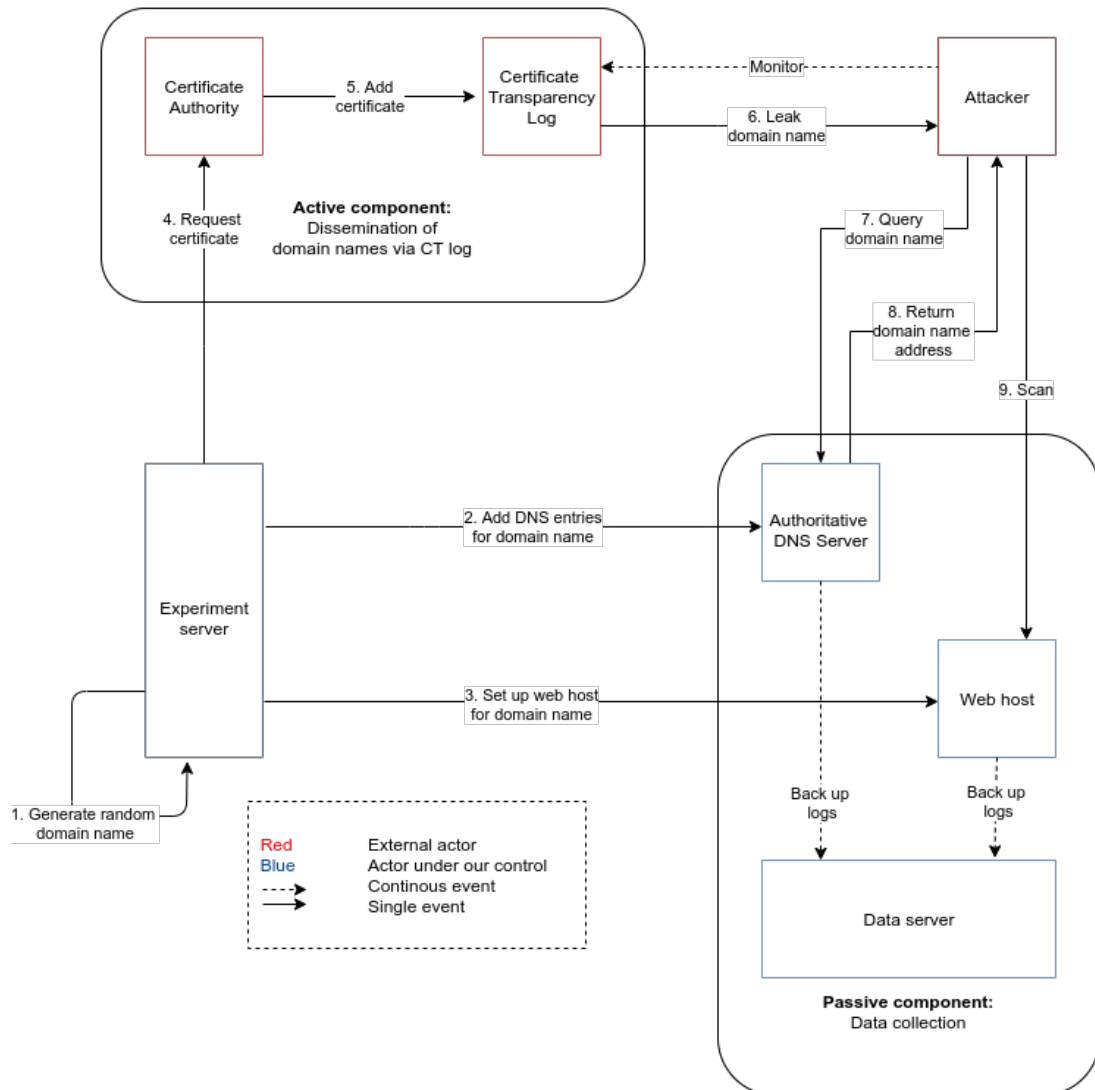 Certificate
Authority
5. Add
certificate
Certificate
Transparency
Log
Monitor
6. Leak
domain name
Attacker
4. Request
certificate
Active component:
Dissemination of
domain names via CT log
7. Query
domain name
8. Return
domain name
address
9. Scan
Experiment
server
2. Add DNS entries
for domain name
Authoritative
DNS Server
3. Set up web host
for domain name
Web host
1. Generate random
domain name
Back up
logs
Back up
logs
Red External actor
Blue Actor under our control
Continous event
Single event
Data server
Passive component:
Data collection